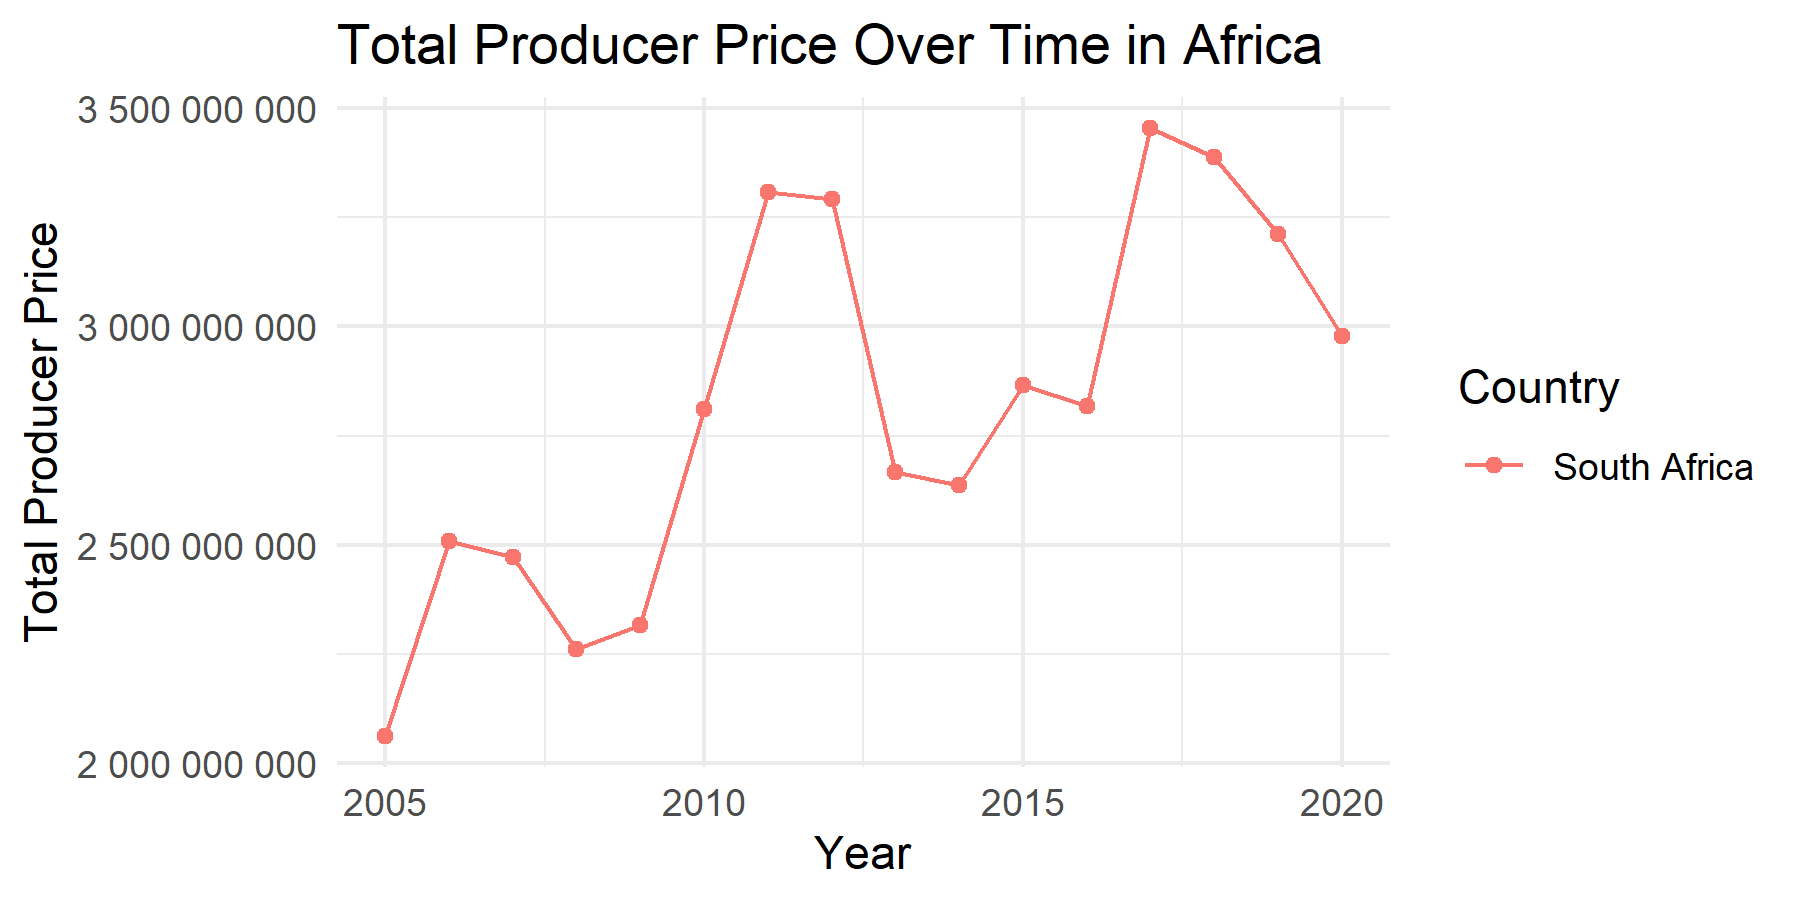 Total Producer Price Over Time in Africa
Total Producer Price
3 500 000 000
3 000 000 000
2 500 000 000
2 000 000 000
2005 2010 2015 2020
Year
Country
South Africa